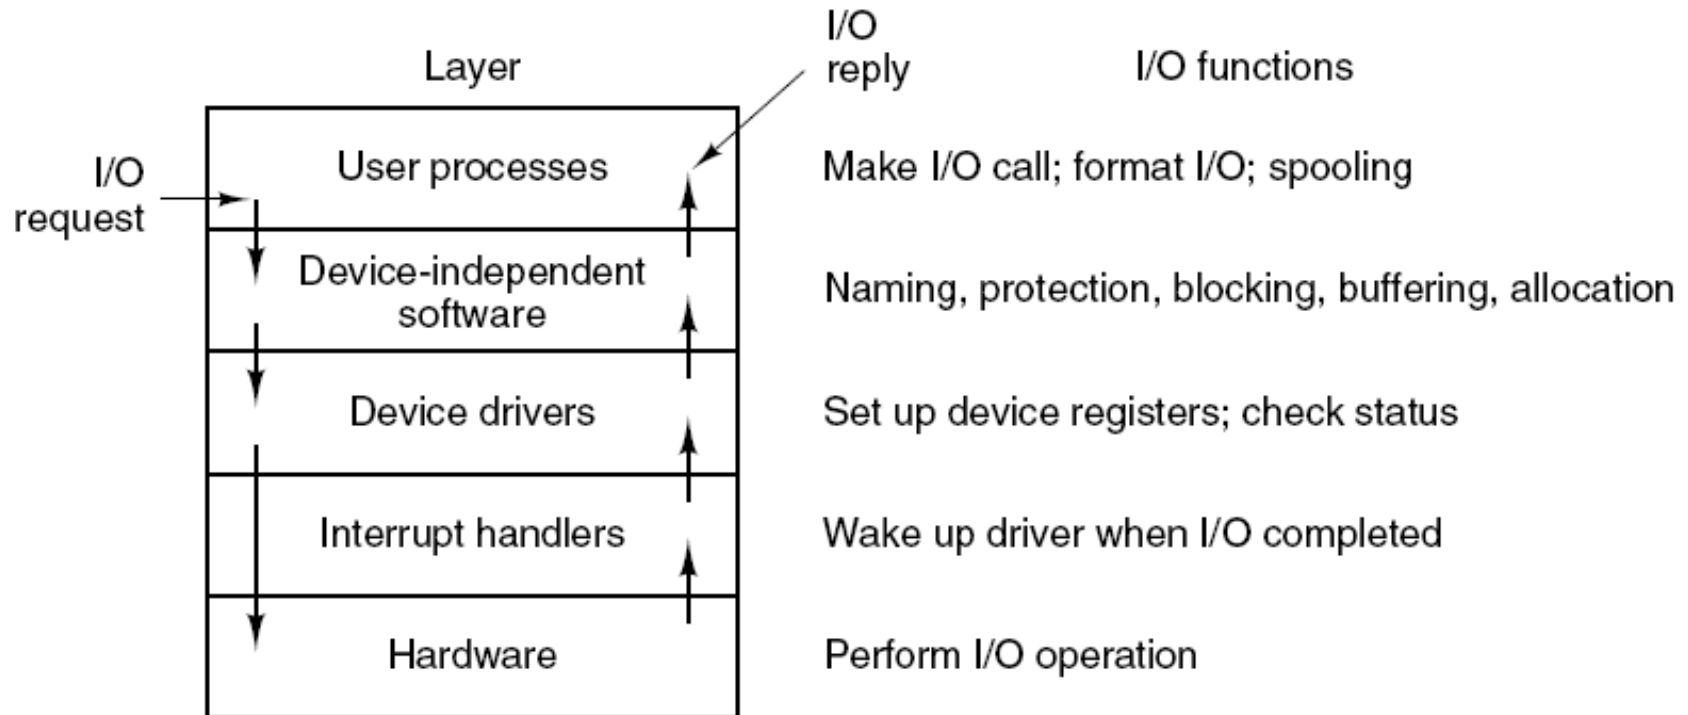 Layer
I/O
reply
I/O functions
I/O
request
User processes
Make I/O call; format I/O; spooling
Device-independent
software
Naming, protection, blocking, buffering, allocation
Device drivers
Set up device registers; check status
Interrupt handlers
Wake up driver when I/O completed
Hardware
Perform I/O operation